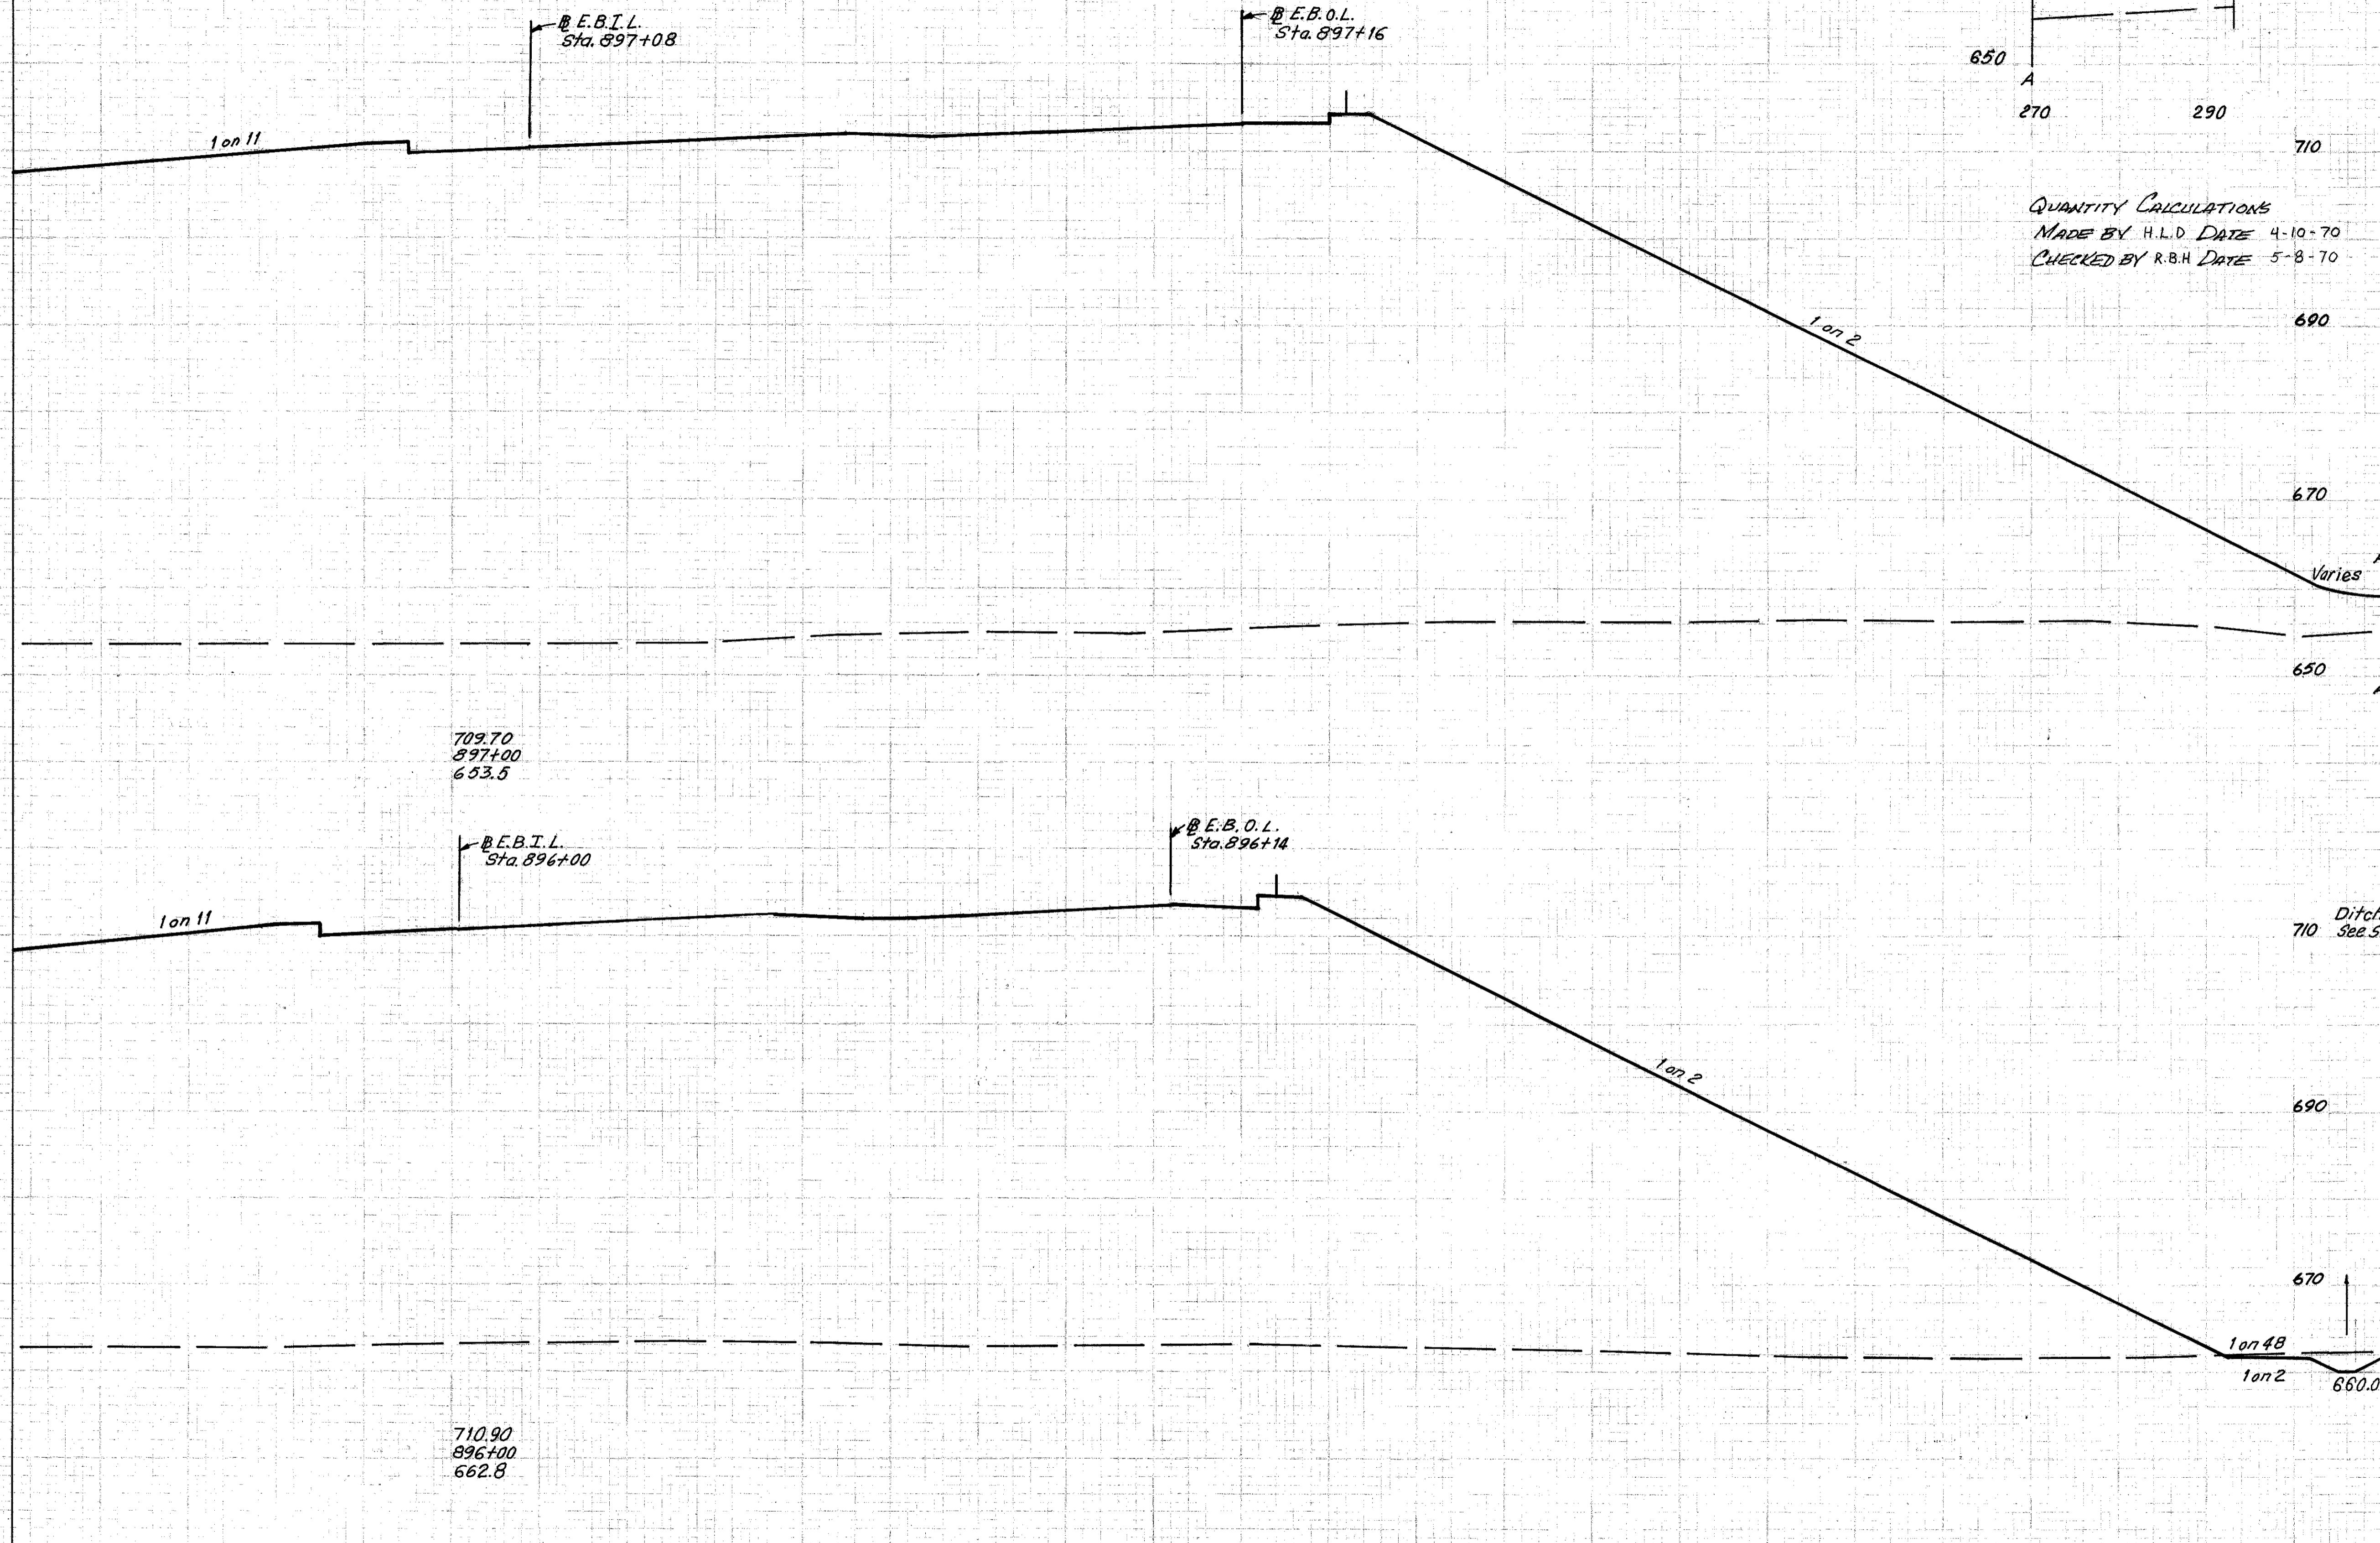 ℔ E.B.I.L.
Sta. 897+08
℔ E.B.O.L.
Sta. 897+16
650
A
270 290
1 on 11
710
QUANTITY CALCULATIONS
MADE BY H.L.D DATE 4-10-70
CHECKED BY R.B.H DATE 5-8-70
1 on 2
690
670
Varies
650
709.70
897+00
653.5
℔ E.B.I.L.
Sta. 896+00
℔ E.B.O.L.
Sta. 896+14
1 on 11
710
Ditch
See S
1 on 2
690
670
1 on 48
1 on 2
660.0
710.90
896+00
662.8